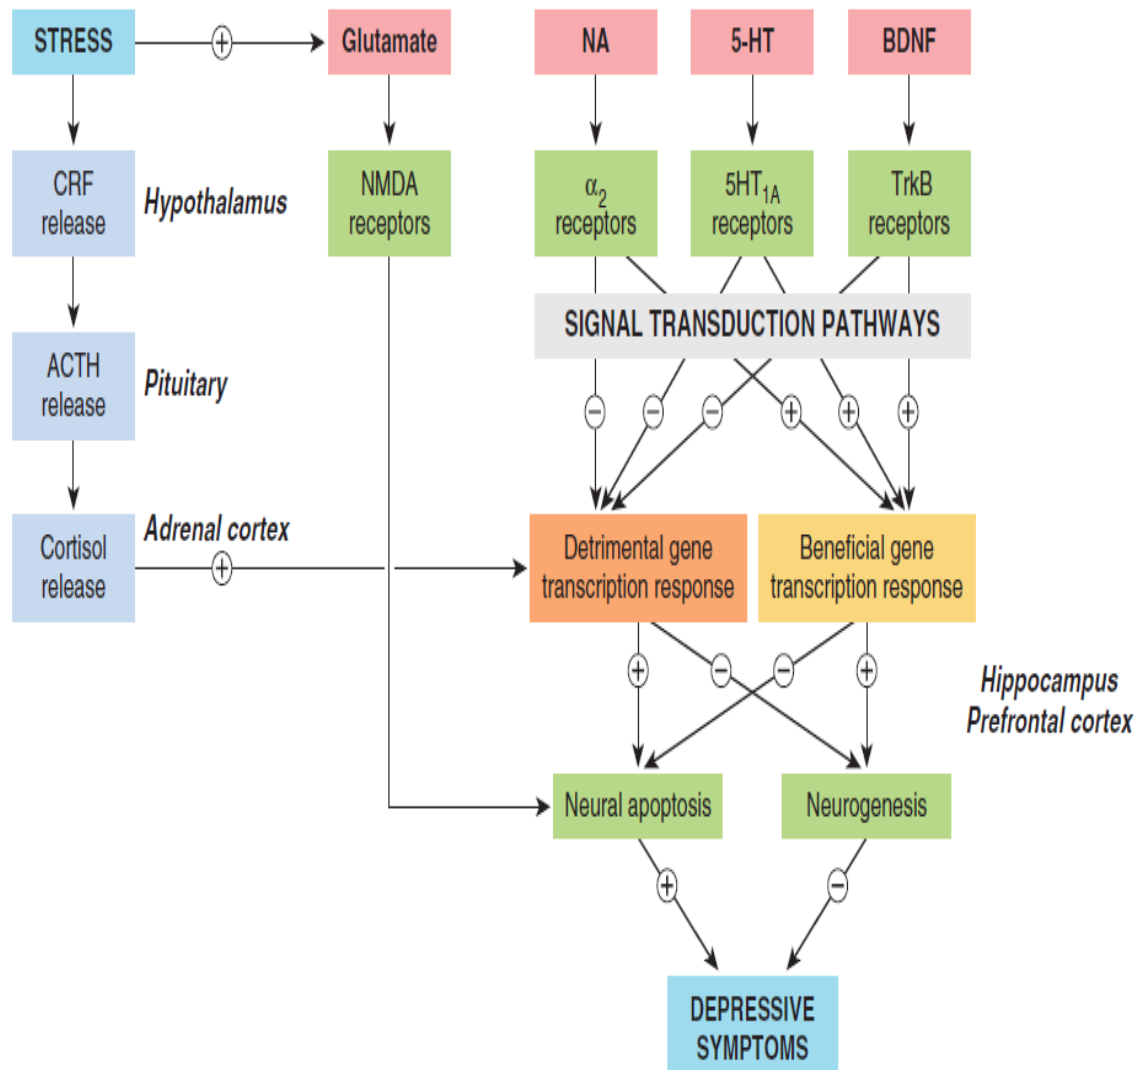 STRESS
Glutamate
NA
5-HT
BDNF
CRF
release
Hypothalamus
NMDA
receptors
α2
receptors
5HT1A
receptors
TrkB
receptors
SIGNAL TRANSDUCTION PATHWAYS
ACTH
release
Pituitary
Cortisol
release
Adrenal cortex
Detrimental gene
transcription response
Beneficial gene
transcription response
Hippocampus
Prefrontal cortex
Neural apoptosis
Neurogenesis
DEPRESSIVE
SYMPTOMS